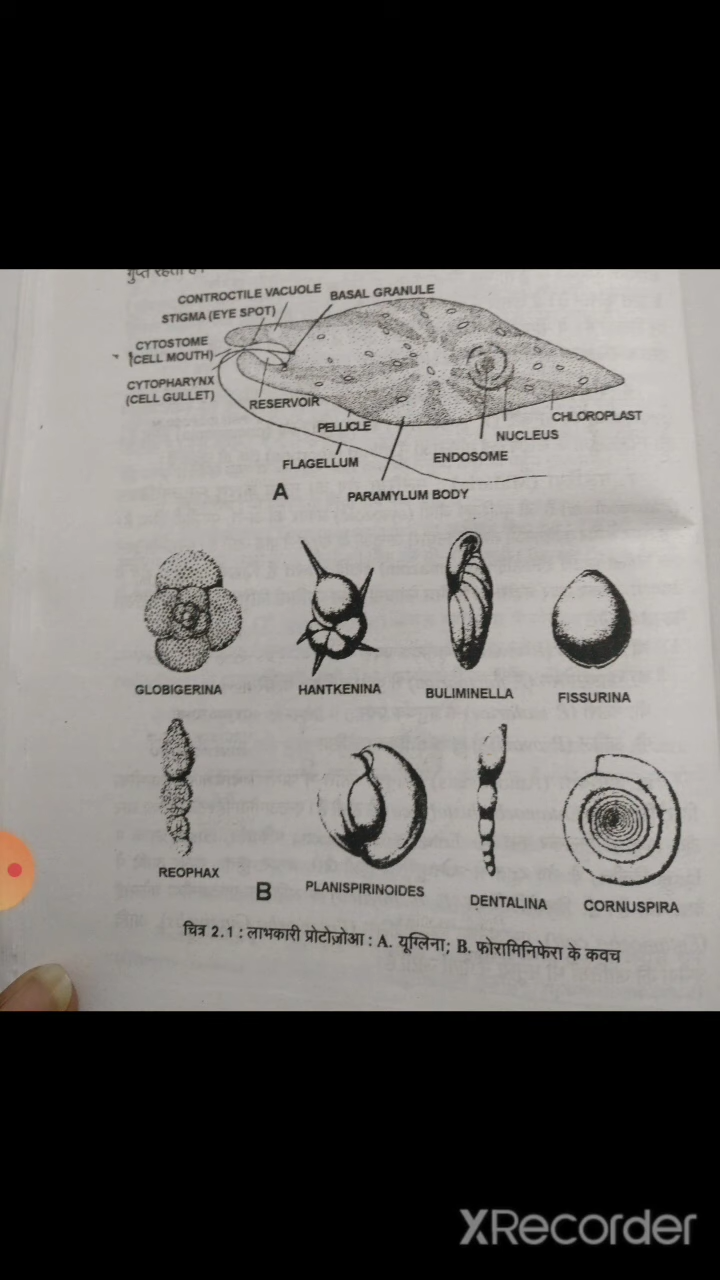 गुप्त रहता है।
CONTROCTILE VACUOLE
BASAL GRANULE
STIGMA (EYE SPOT)
CYTOSTOME
(CELL MOUTH)
CYTOPHARYNX
(CELL GULLET)
RESERVOIR
PELLICLE
CHLOROPLAST
NUCLEUS
ENDOSOME
FLAGELLUM
A
PARAMYLUM BODY
GLOBIGERINA
HANTKENINA
BULIMINELLA
FISSURINA
REOPHAX
B
PLANISPIRINOIDES
DENTALINA
CORNUSPIRA
चित्र 2.1 : लाभकारी प्रोटोज़ोआ : A. यूग्लिना; B. फोरामिनिफेरा के कवच
XRecorder